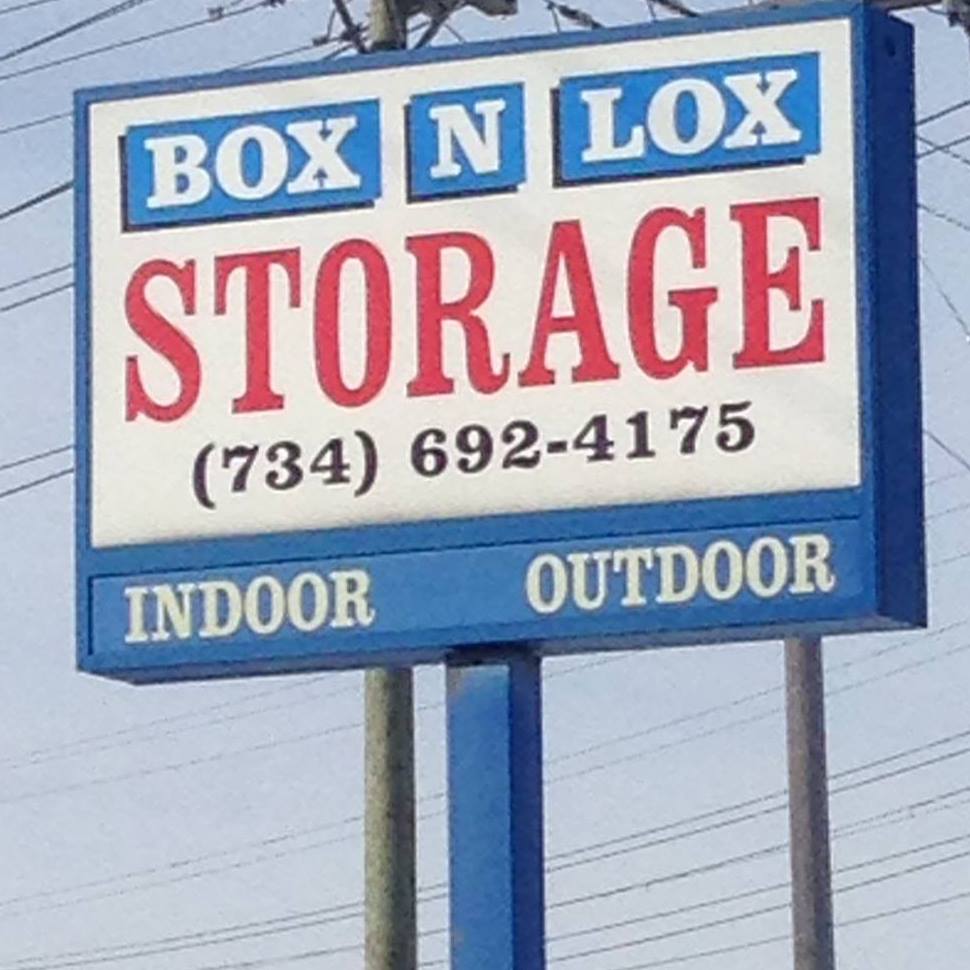 BOX N LOX
STORAGE
(734) 692-4175
INDOOR OUTDOOR